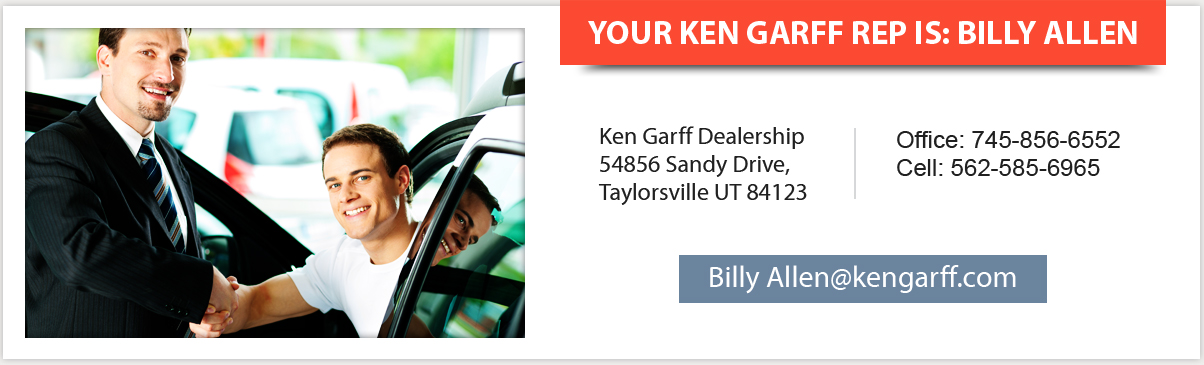 YOUR KEN GARFF REP IS: BILLY ALLEN
Ken Garff Dealership
54856 Sandy Drive,
Taylorsville UT 84123
Office: 745-856-6552
Cell: 562-585-6965
Billy Allen@kengarff.com